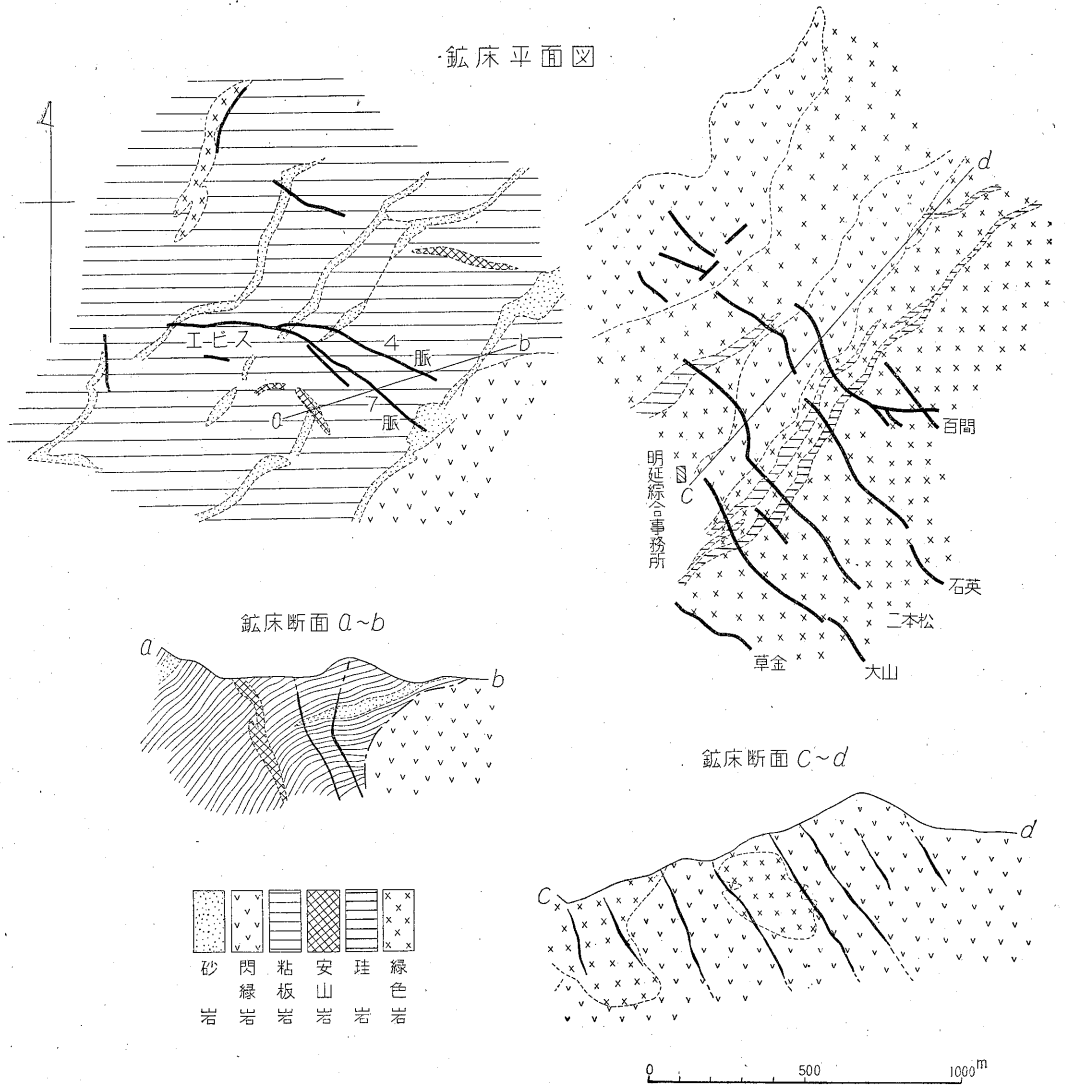 鉱床平面図
d
エービース
4
脈
b
a
7
脈
百間
明延綜合事務所
C
石英
二本松
草金
大山
鉱床断面 a~b
a
b
鉱床断面 C~d
d
C
砂岩
閃緑岩
粘板岩
安山岩
珪岩
緑色岩
0 500 1000m